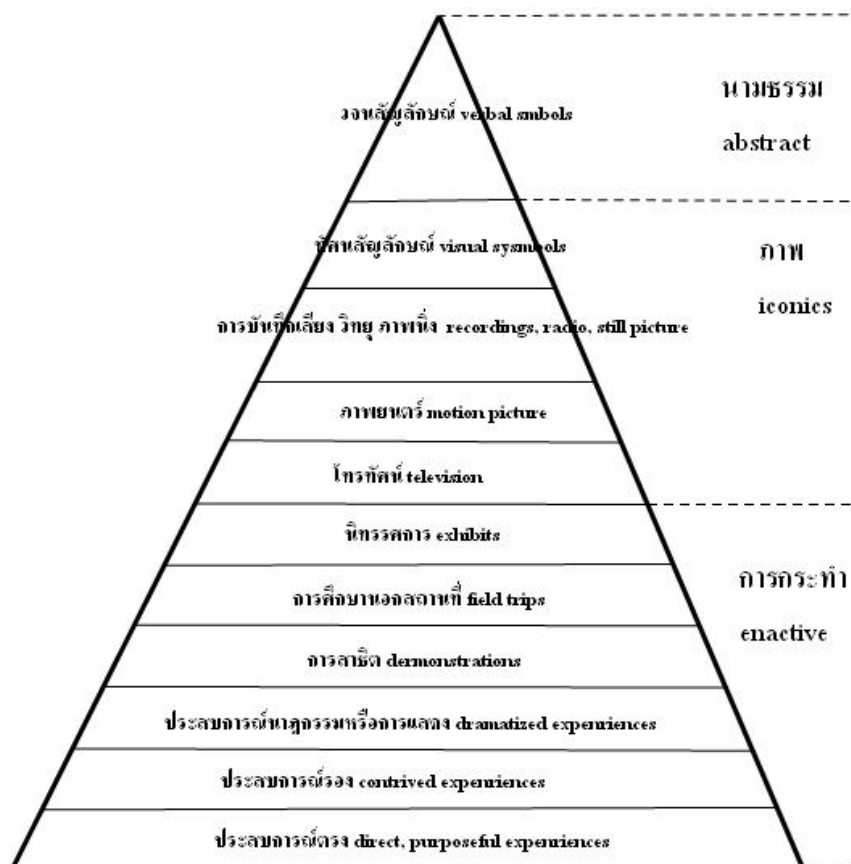 วจนสัญลักษณ์ verbal smbols
นามธรรม
abstract
ทัศนสัญลักษณ์ visual sysmbols
ภาพ
iconics
การบันทึกเสียง วิทยุ ภาพนิ่ง recordings, radio, still picture
ภาพยนตร์ motion picture
โทรทัศน์ television
นิทรรศการ exhibits
การกระทำ
enactive
การศึกษานอกสถานที่ field trips
การสาธิต dermonstrations
ประสบการณ์นาฏกรรมหรือการแสดง dramatized expenriences
ประสบการณ์รอง contrived expenriences
ประสบการณ์ตรง direct, purposeful expenriences